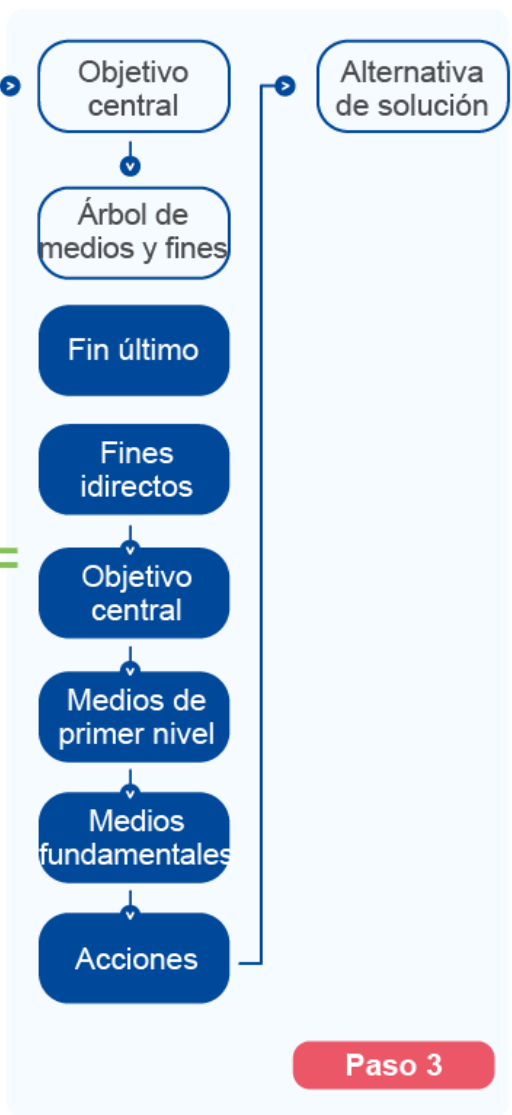 Objetivo
central
Árbol de
medios y fines
Fin último
Fines
idirectos
Objetivo
central
Medios de
primer nivel
Medios
fundamentales
Acciones
Alternativa
de solución
Paso 3